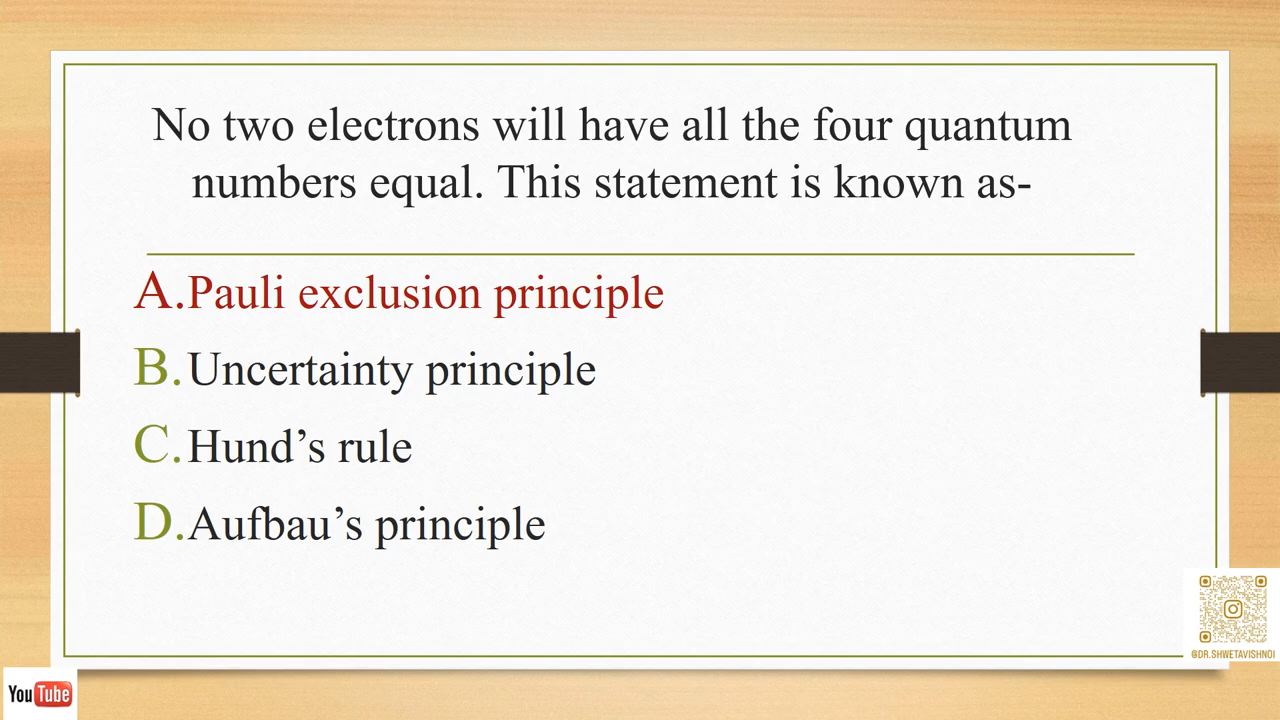 No two electrons will have all the four quantum
numbers equal. This statement is known as-
A.Pauli exclusion principle
B.Uncertainty principle
C.Hund’s rule
D.Aufbau’s principle
@DR.SHWETAVISHNOI
YouTube